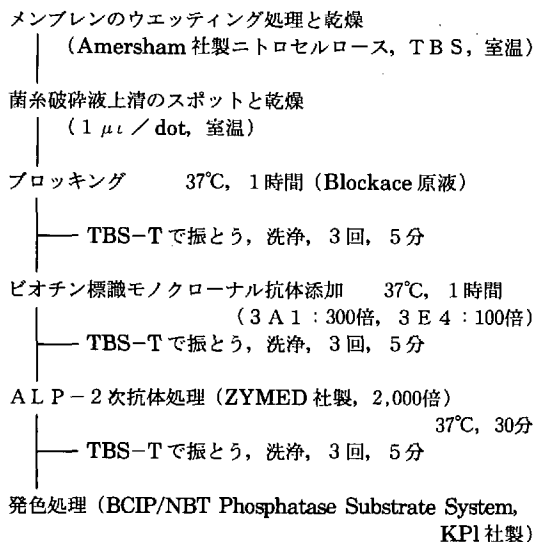 メンブレンのウエッティング処理と乾燥
(Amersham 社製ニトロセルロース, TBS, 室温)
菌糸破砕液上清のスポットと乾燥
(1 μι / dot, 室温)
ブロッキング 37℃, 1時間 (Blockace 原液)
TBS-T で振とう, 洗浄, 3回, 5分
ビオチン標識モノクローナル抗体添加 37℃, 1時間
(3A1:300倍, 3E4:100倍)
TBS-T で振とう, 洗浄, 3回, 5分
ALP-2次抗体処理 (ZYMED 社製, 2,000倍)
37℃, 30分
TBS-T で振とう, 洗浄, 3回, 5分
発色処理 (BCIP/NBT Phosphatase Substrate System,
KPl 社製)